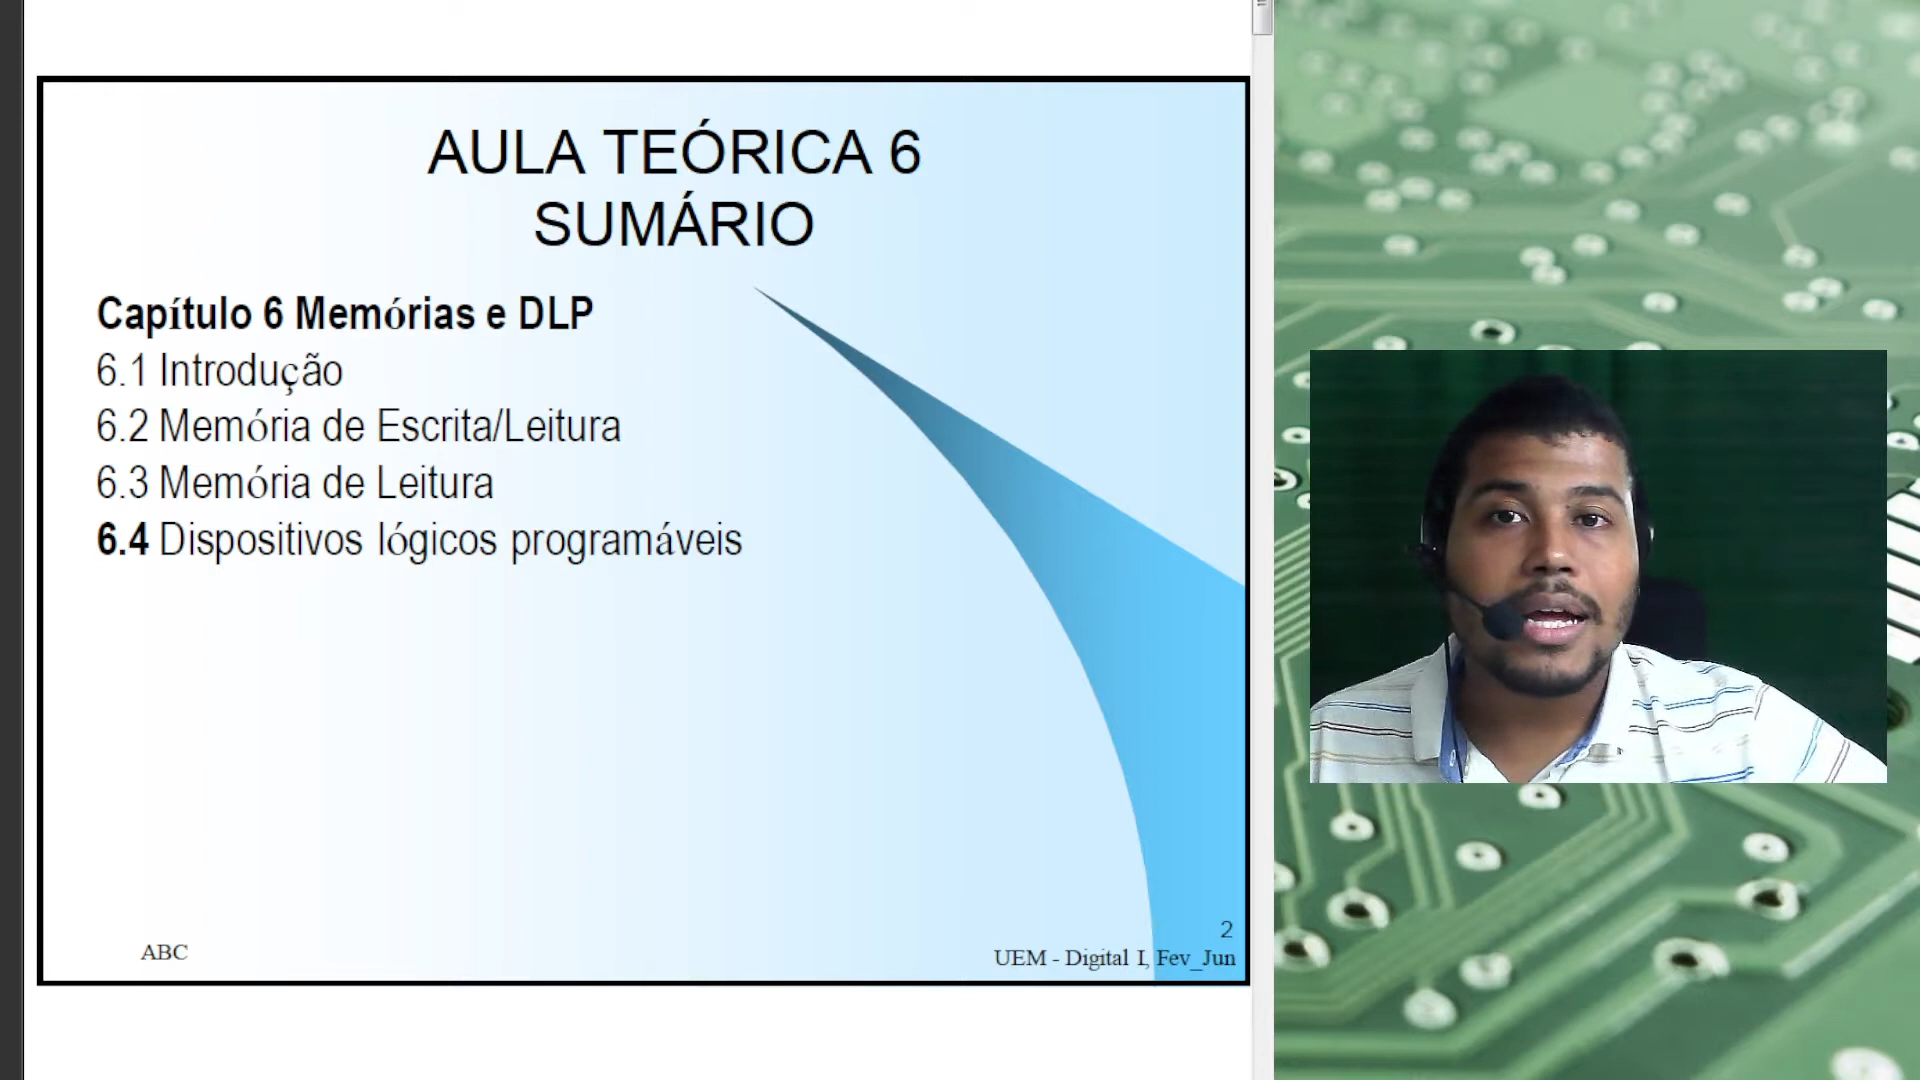 AULA TEÓRICA 6
SUMÁRIO
Capítulo 6 Memórias e DLP
6.1 Introdução
6.2 Memória de Escrita/Leitura
6.3 Memória de Leitura
6.4 Dispositivos lógicos programáveis
2
ABC
UEM - Digital I, Fev_Jun